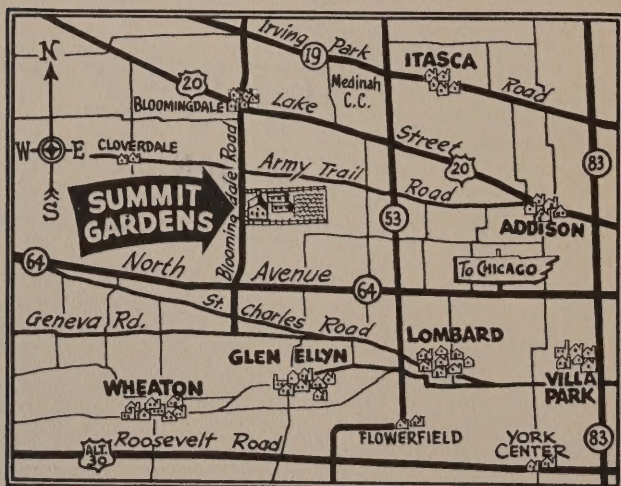 Irving Park Road
19
N
ITASCA
Medinah
C.C.
20
BLOOMINGDALE
Lake Street
W E
CLOVERDALE
83
Army Trail Road
20
S
SUMMIT
GARDENS
Bloomingdale Road
53
ADDISON
64
North Avenue
To CHICAGO
64
St. Charles Road
Geneva Rd.
LOMBARD
GLEN ELLYN
WHEATON
VILLA
PARK
FLOWERFIELD
YORK
CENTER
83
ALT.
30
Roosevelt Road